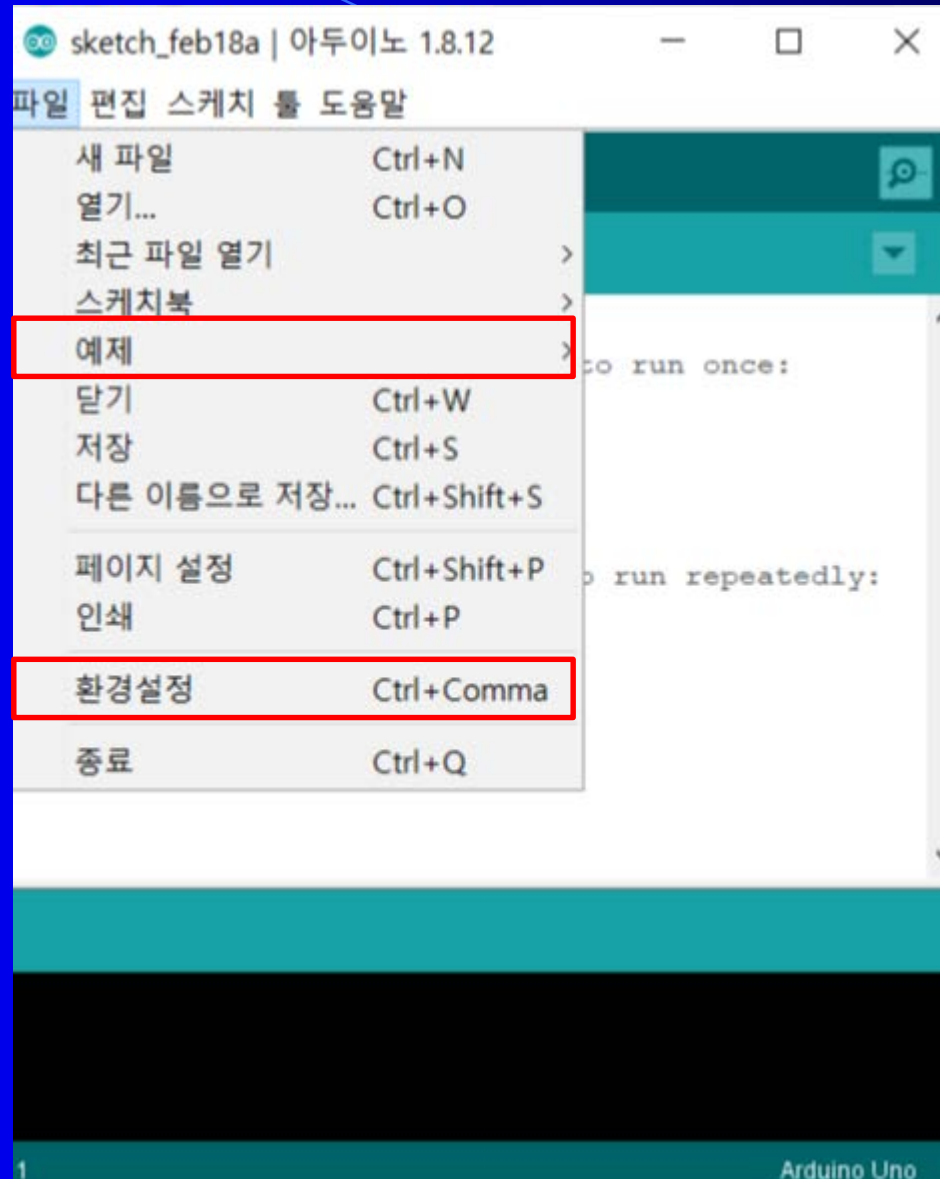 sketch_feb18a | 아두이노 1.8.12
파일 편집 스케치 툴 도움말
새 파일 Ctrl+N
열기... Ctrl+O
최근 파일 열기
스케치북
예제
to run once:
닫기 Ctrl+W
저장 Ctrl+S
다른 이름으로 저장... Ctrl+Shift+S
페이지 설정 Ctrl+Shift+P
run repeatedly:
인쇄 Ctrl+P
환경설정 Ctrl+Comma
종료 Ctrl+Q
1 Arduino Uno